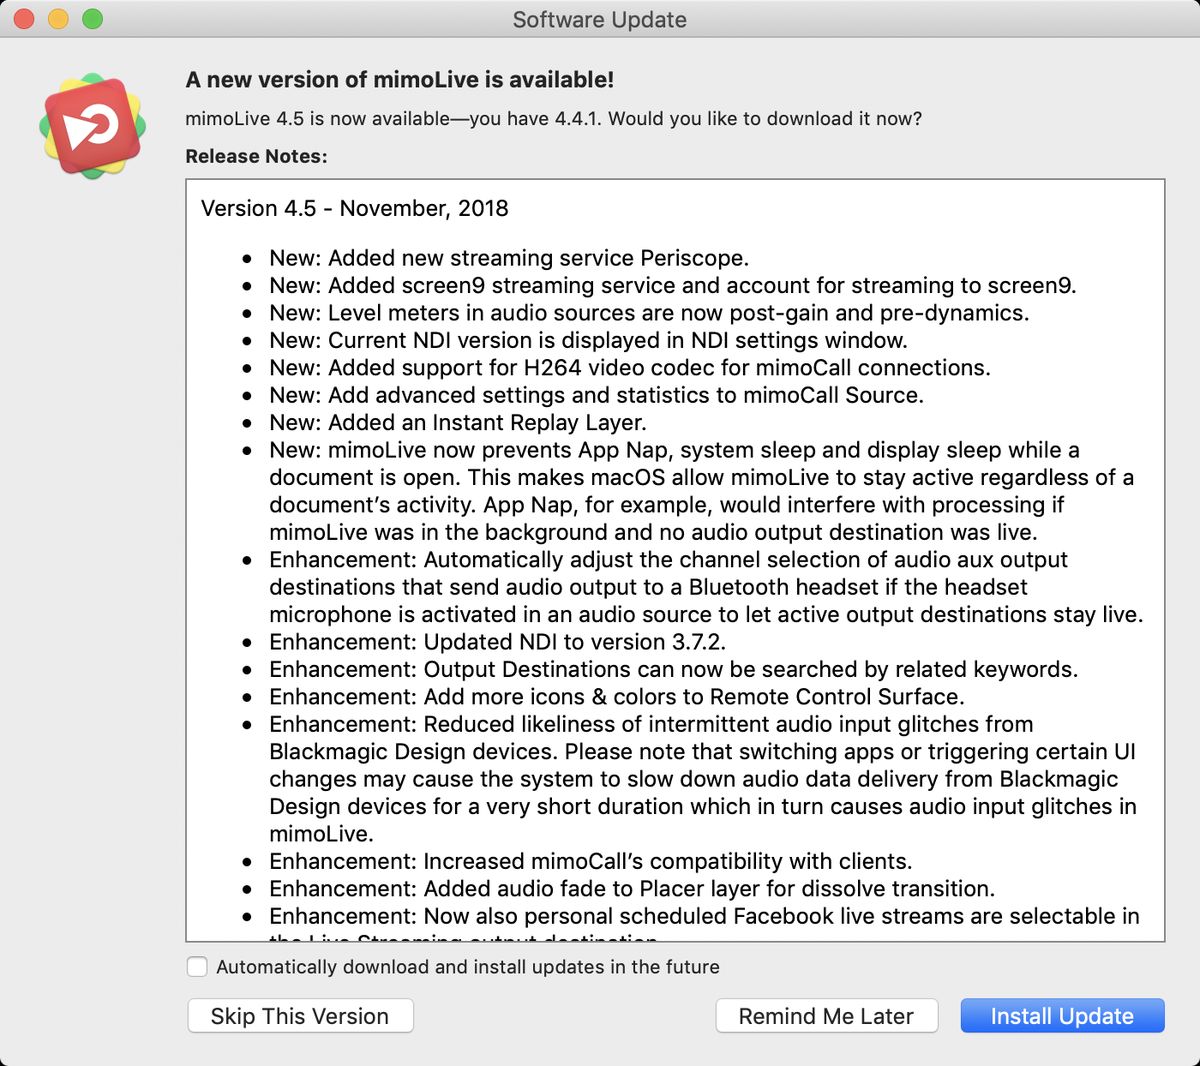 Software Update
A new version of mimoLive is available!
mimoLive 4.5 is now available—you have 4.4.1. Would you like to download it now?
Release Notes:
Version 4.5 - November, 2018
• New: Added new streaming service Periscope.
• New: Added screen9 streaming service and account for streaming to screen9.
• New: Level meters in audio sources are now post-gain and pre-dynamics.
• New: Current NDI version is displayed in NDI settings window.
• New: Added support for H264 video codec for mimoCall connections.
• New: Add advanced settings and statistics to mimoCall Source.
• New: Added an Instant Replay Layer.
• New: mimoLive now prevents App Nap, system sleep and display sleep while a
document is open. This makes macOS allow mimoLive to stay active regardless of a
document’s activity. App Nap, for example, would interfere with processing if
mimoLive was in the background and no audio output destination was live.
• Enhancement: Automatically adjust the channel selection of audio aux output
destinations that send audio output to a Bluetooth headset if the headset
microphone is activated in an audio source to let active output destinations stay live.
• Enhancement: Updated NDI to version 3.7.2.
• Enhancement: Output Destinations can now be searched by related keywords.
• Enhancement: Add more icons & colors to Remote Control Surface.
• Enhancement: Reduced likeliness of intermittent audio input glitches from
Blackmagic Design devices. Please note that switching apps or triggering certain UI
changes may cause the system to slow down audio data delivery from Blackmagic
Design devices for a very short duration which in turn causes audio input glitches in
mimoLive.
• Enhancement: Increased mimoCall’s compatibility with clients.
• Enhancement: Added audio fade to Placer layer for dissolve transition.
• Enhancement: Now also personal scheduled Facebook live streams are selectable in
the Live Streaming output destination.
Automatically download and install updates in the future
Skip This Version
Remind Me Later
Install Update